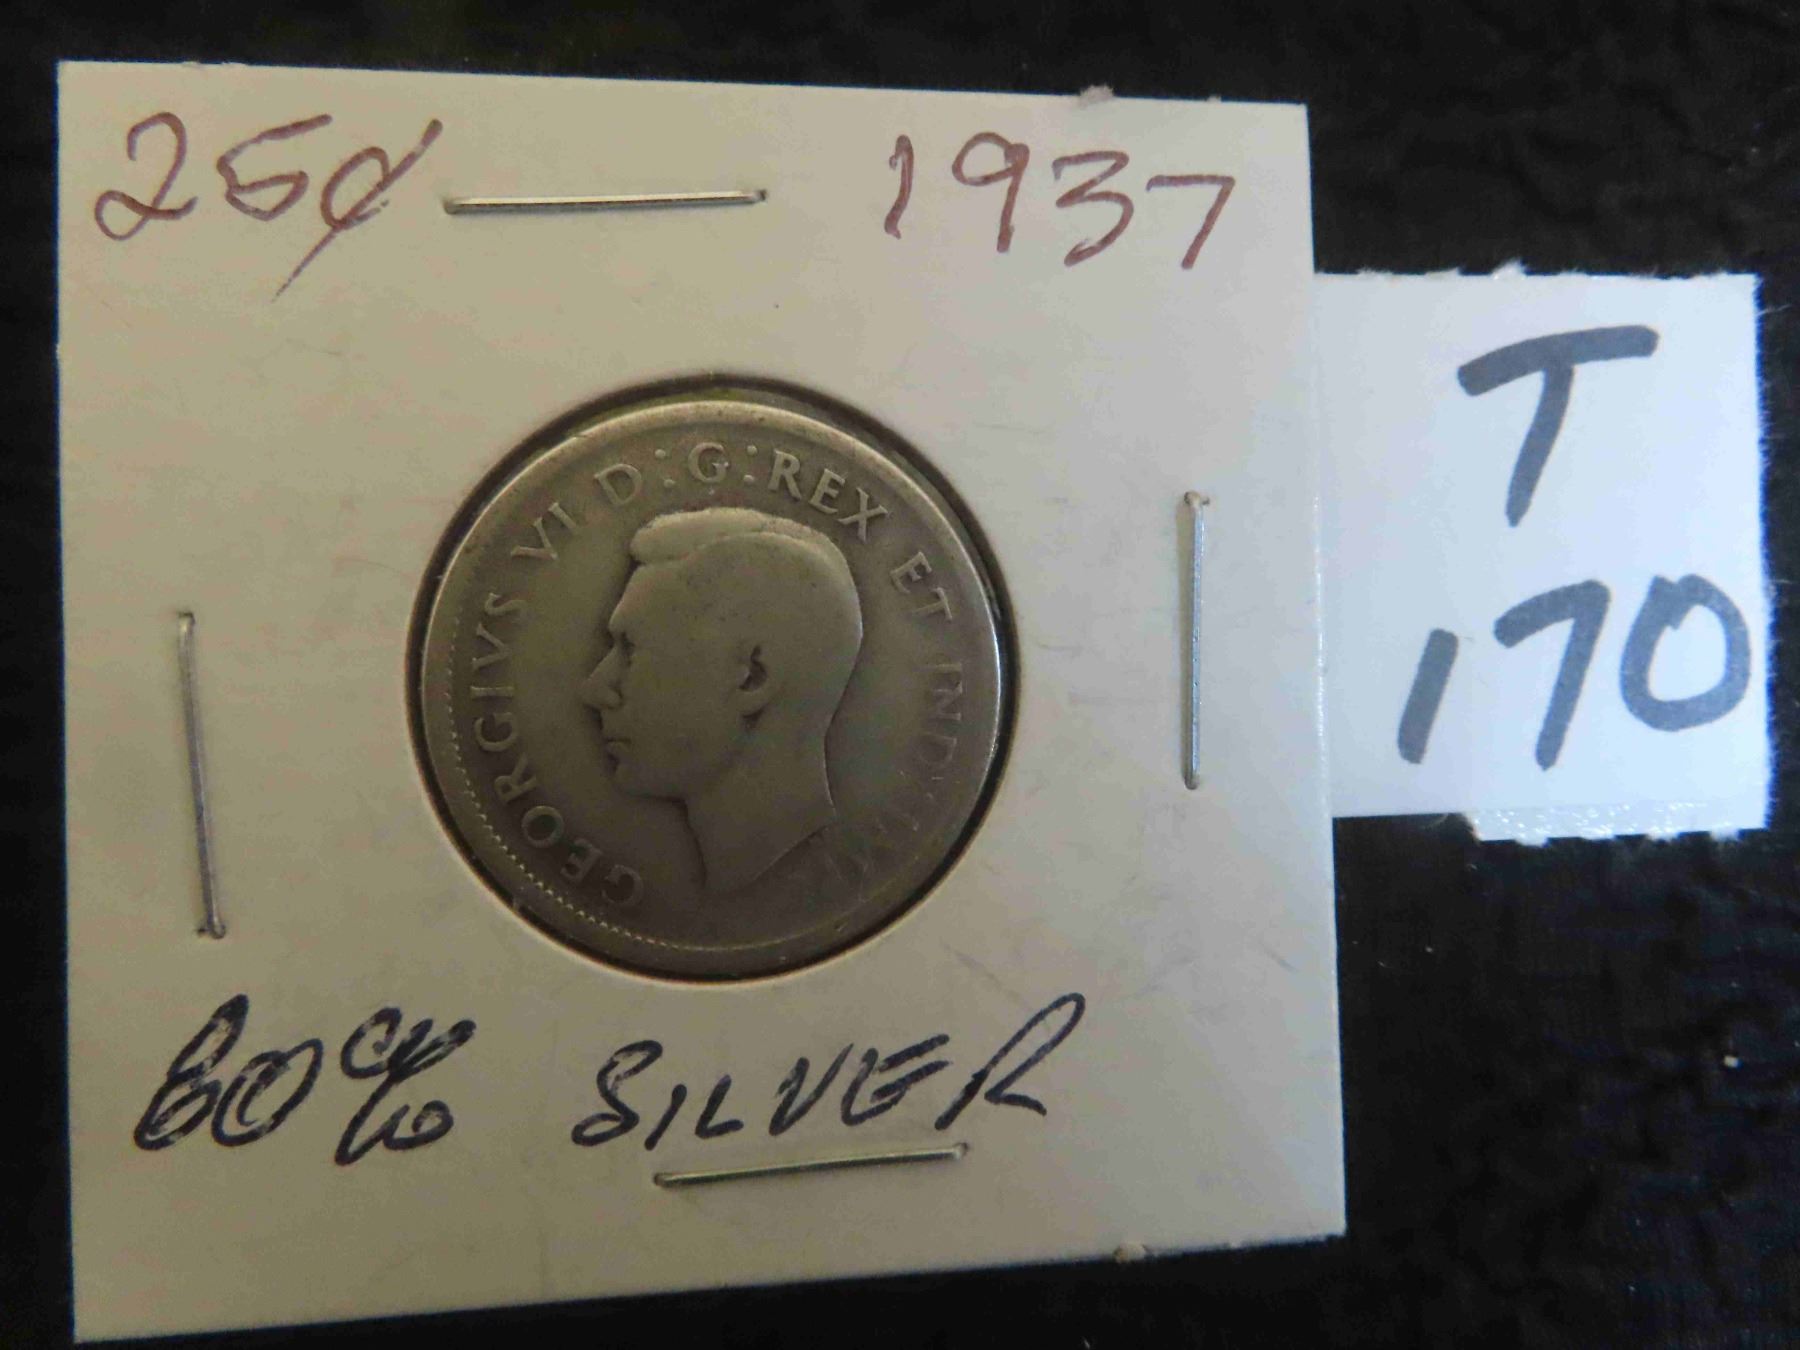 25¢ 1937
T
170
GEORGIVS VI D:G:REX ET IND:
80% SILVER